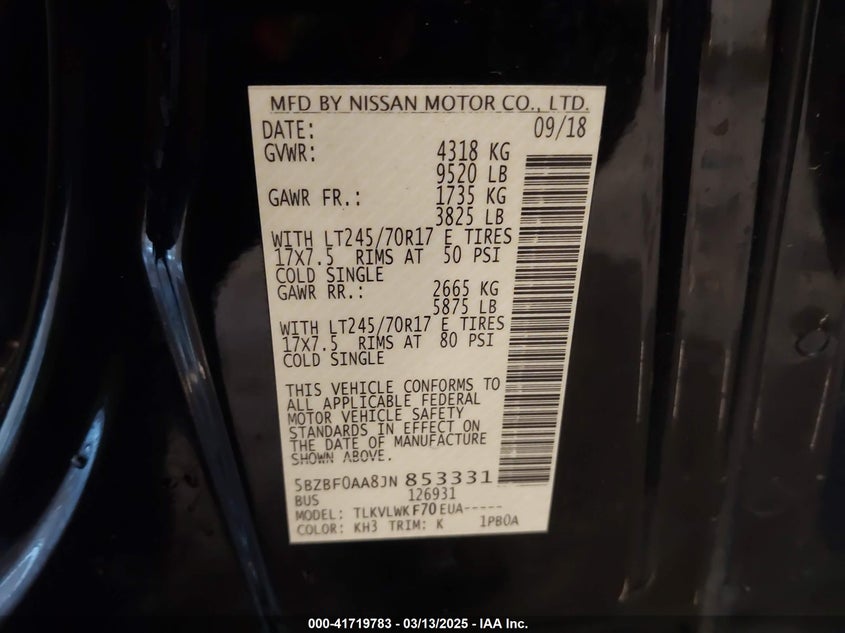 MFD BY NISSAN MOTOR CO., LTD.
DATE: 09/18
GVWR: 4318 KG
9520 LB
GAWR FR.: 1735 KG
3825 LB
WITH LT245/70R17 E TIRES
17X7.5 RIMS AT 50 PSI
COLD SINGLE
GAWR RR.: 2665 KG
5875 LB
WITH LT245/70R17 E TIRES
17X7.5 RIMS AT 80 PSI
COLD SINGLE
THIS VEHICLE CONFORMS TO
ALL APPLICABLE FEDERAL
MOTOR VEHICLE SAFETY
STANDARDS IN EFFECT ON
THE DATE OF MANUFACTURE
SHOWN ABOVE.
5BZBF0AA8JN 853331
BUS 126931
MODEL: TLKVLWK F70 EUA-----
COLOR: KH3 TRIM: K 1PB0A
000-41719783 - 03/13/2025 - IAA Inc.